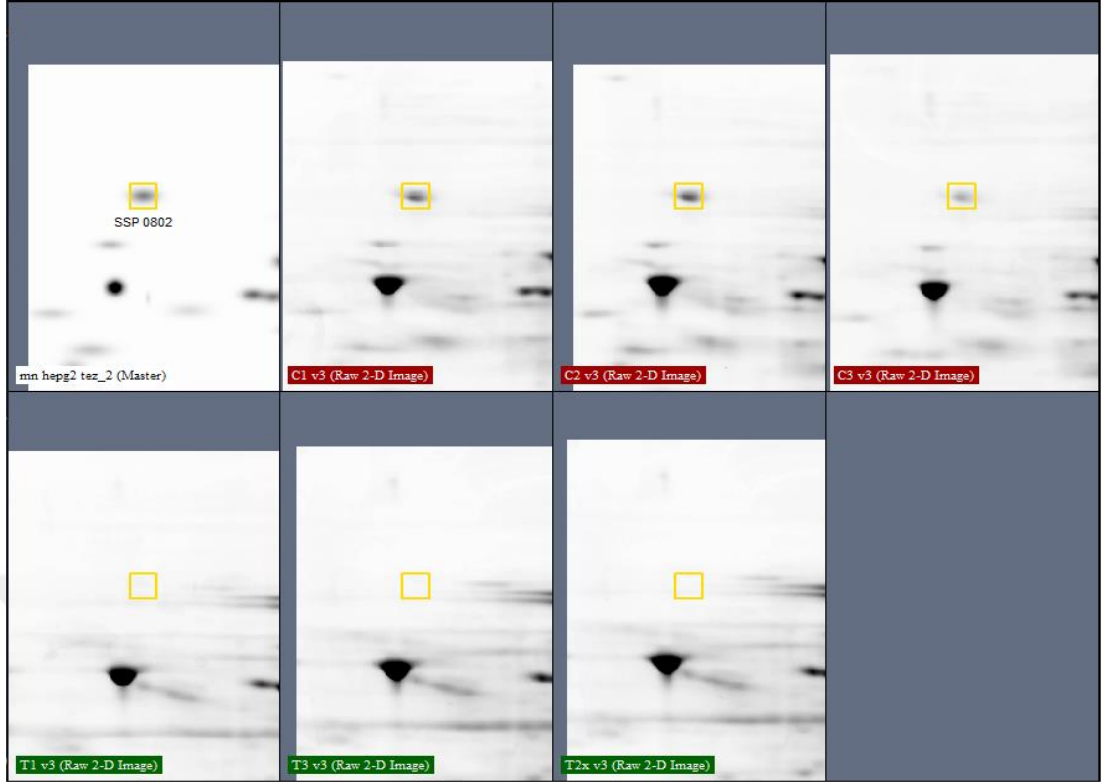 SSP 0802
mn hepg2 tez_2 (Master)
C1 v3 (Raw 2-D Image)
C2 v3 (Raw 2-D Image)
C3 v3 (Raw 2-D Image)
T1 v3 (Raw 2-D Image)
T3 v3 (Raw 2-D Image)
T2x v3 (Raw 2-D Image)